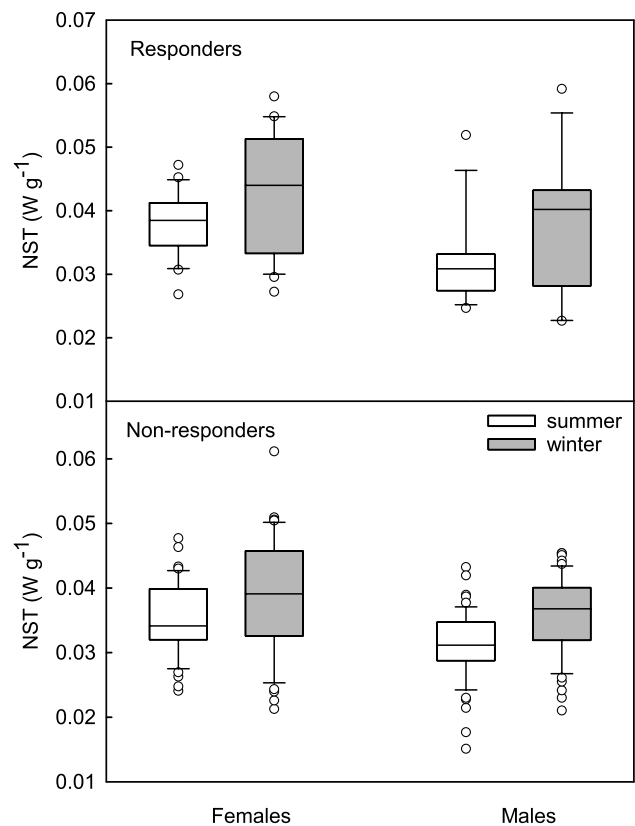 0.07
Responders
0.06
0.05
0.04
0.03
0.02
0.01
NST (W g-1)
Non-responders
summer
winter
0.06
0.05
0.04
0.03
0.02
0.01
NST (W g-1)
Females Males